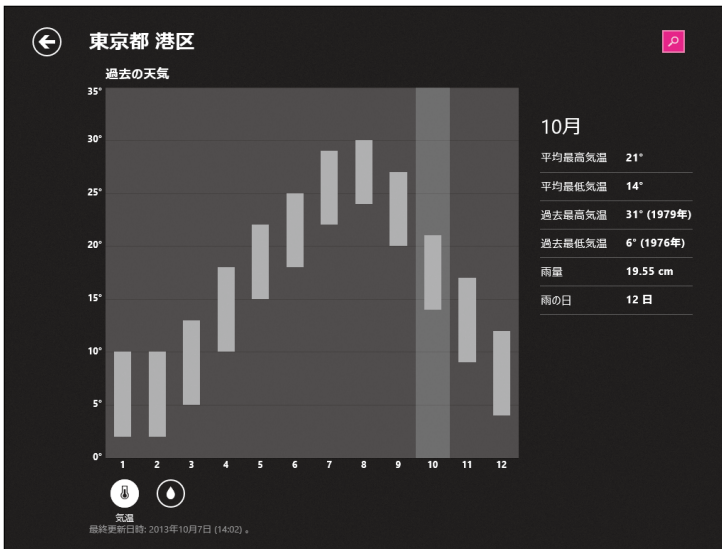 東京都 港区
過去の天気
35°
30°
25°
20°
15°
10°
5°
0°
1 2 3 4 5 6 7 8 9 10 11 12
気温
最終更新日時: 2013年10月7日 (14:02) 。
10月
平均最高気温 21°
平均最低気温 14°
過去最高気温 31° (1979年)
過去最低気温 6° (1976年)
雨量 19.55 cm
雨の日 12 日